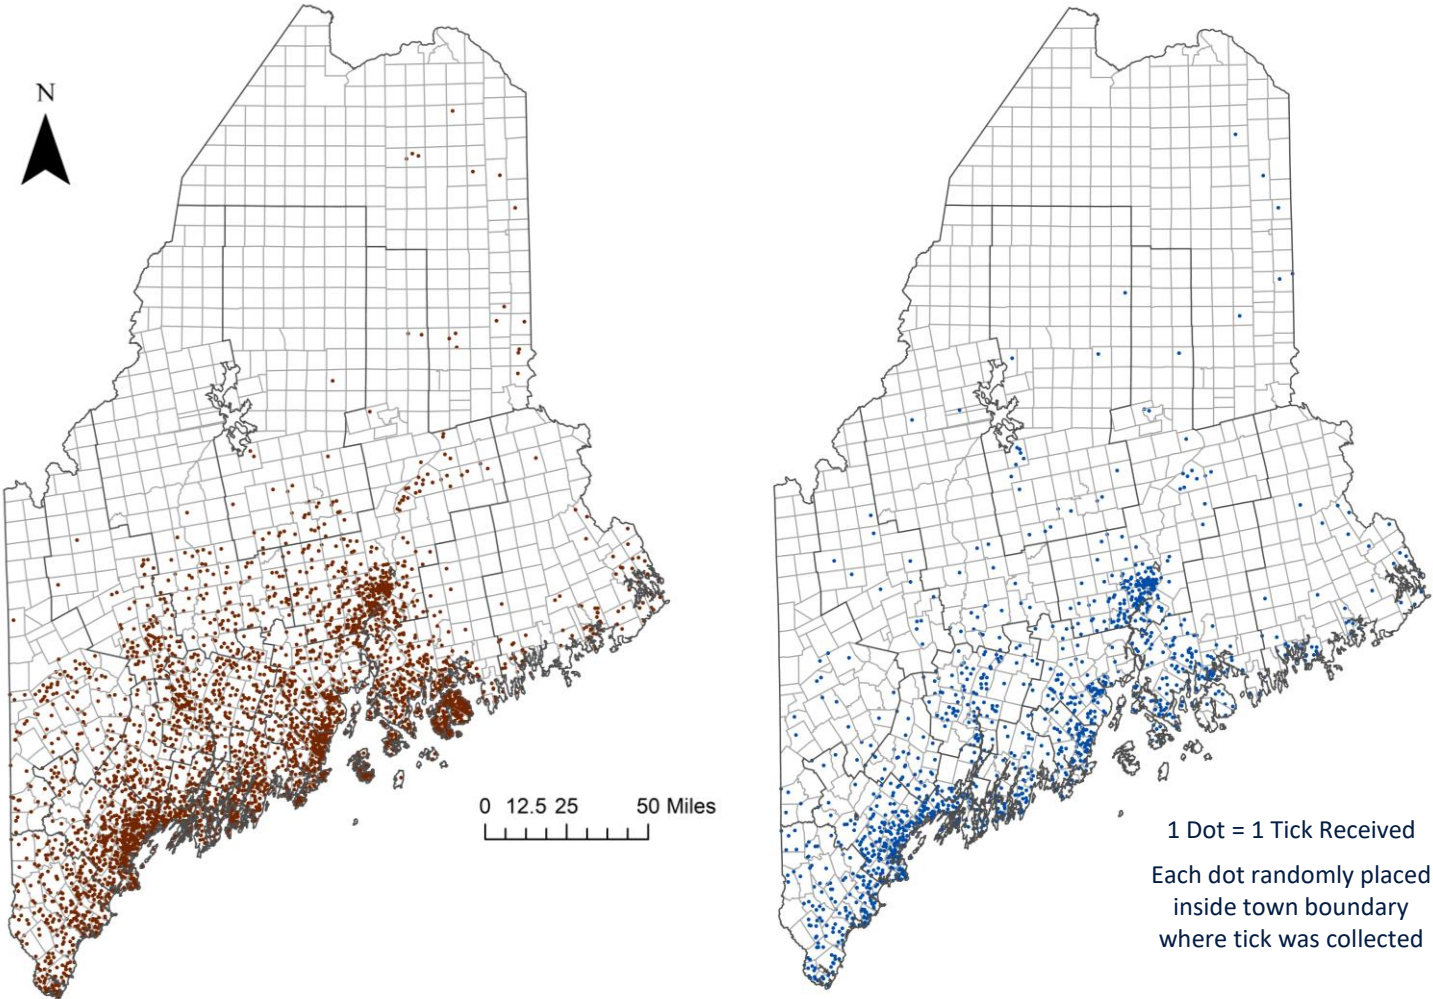 N
0 12.5 25 50 Miles
1 Dot = 1 Tick Received
Each dot randomly placed
inside town boundary
where tick was collected